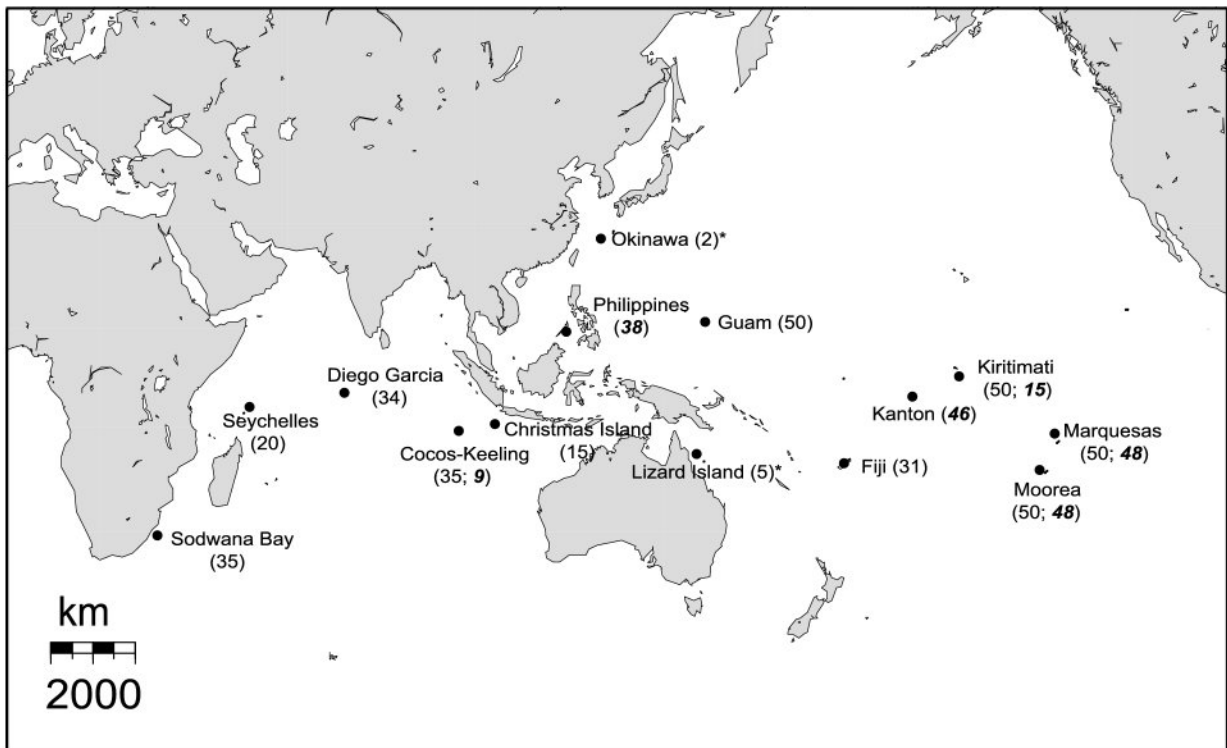 Okinawa (2)*
Philippines
(38)
Guam (50)
Kiritimati
(50; 15)
Diego Garcia
(34)
Kanton (46)
Seychelles
(20)
Christmas Island
(15)
Marquesas
(50; 48)
Cocos-Keeling
(35; 9)
Lizard Island (5)*
Fiji (31)
Moorea
(50; 48)
Sodwana Bay
(35)
km
2000